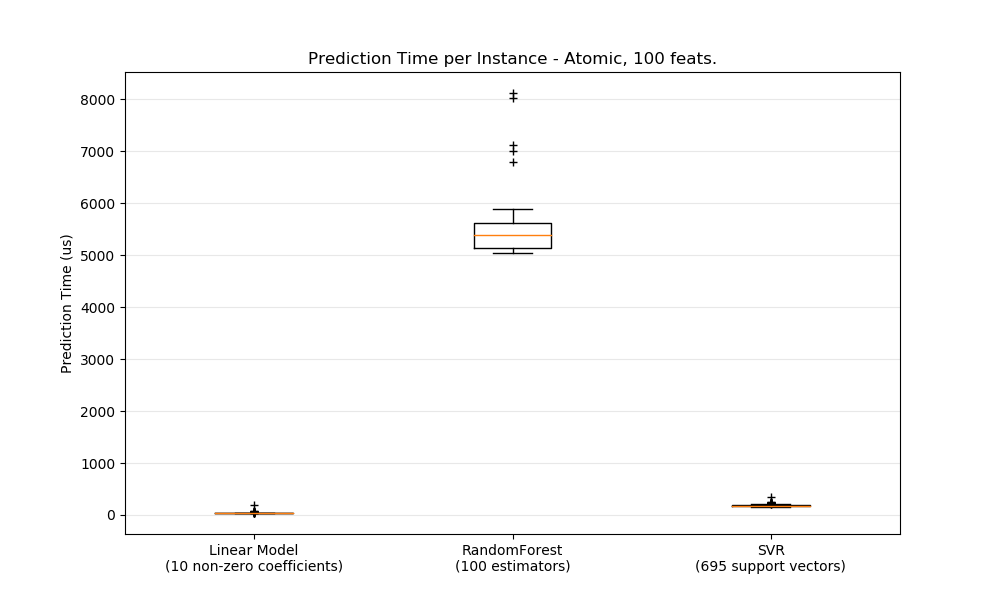 Prediction Time per Instance - Atomic, 100 feats.
8000
7000
6000
5000
4000
3000
2000
1000
0
Prediction Time (us)
Linear Model
(10 non-zero coefficients)
RandomForest
(100 estimators)
SVR
(695 support vectors)